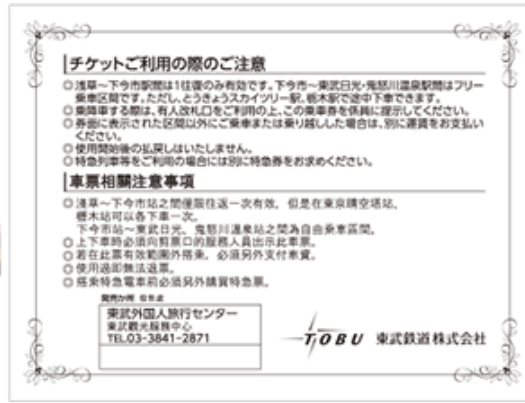 チケットご利用の際のご注意
○浅草～下今市駅間は1往復のみ有効です。下今市～東武日光・鬼怒川温泉駅間はフリー
乗車区間です。ただし、とうきょうスカイツリー駅、栃木駅で途中下車できます。
○乗降車する際は、有人改札口をご利用の上、この乗車券を係員に提示してください。
○券面に表示された区間以外にご乗車または乗り越しした場合は、別に運賃をお支払い
ください。
○使用開始後の払戻しはいたしません。
○特急列車等をご利用の場合には別に特急券をお求めください。
車票相關注意事項
○淺草～下今市站之間僅限往返一次有效，但是在東京晴空塔站、
栃木站可以各下車一次。
下今市站～東武日光、鬼怒川溫泉站之間為自由乘車區間。
○上下車時必須向剪票口的服務人員出示此車票。
○若在此票有效範圍外搭乘，必須另外支付車資。
○使用過即無法退票。
○搭乘特急電車前必須另外購買特急票。
発売か所
東武外国人旅行センター
東武觀光服務中心
TEL.03-3841-2871
TOBU 東武鉄道株式会社